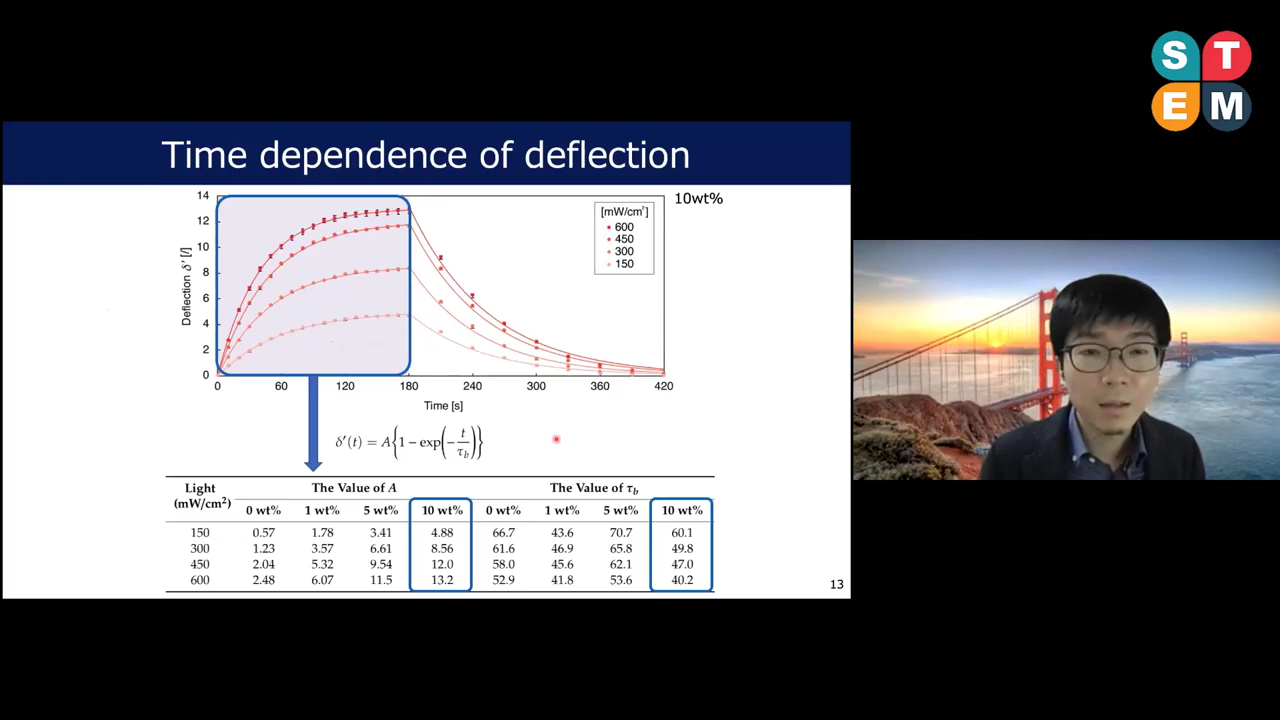 S T
E M
Time dependence of deflection
10wt%
14
12
10
8
6
4
2
0
Deflection δ' [/]
[mW/cm²]
600
450
300
150
0 60 120 180 240 300 360 420
Time [s]
δ′(t) = A{1 − exp(−t/τb)}
Light (mW/cm²) The Value of A The Value of τb
0 wt% 1 wt% 5 wt% 10 wt% 0 wt% 1 wt% 5 wt% 10 wt%
150 0.57 1.78 3.41 4.88 66.7 43.6 70.7 60.1
300 1.23 3.57 6.61 8.56 61.6 46.9 65.8 49.8
450 2.04 5.32 9.54 12.0 58.0 45.6 62.1 47.0
600 2.48 6.07 11.5 13.2 52.9 41.8 53.6 40.2
13